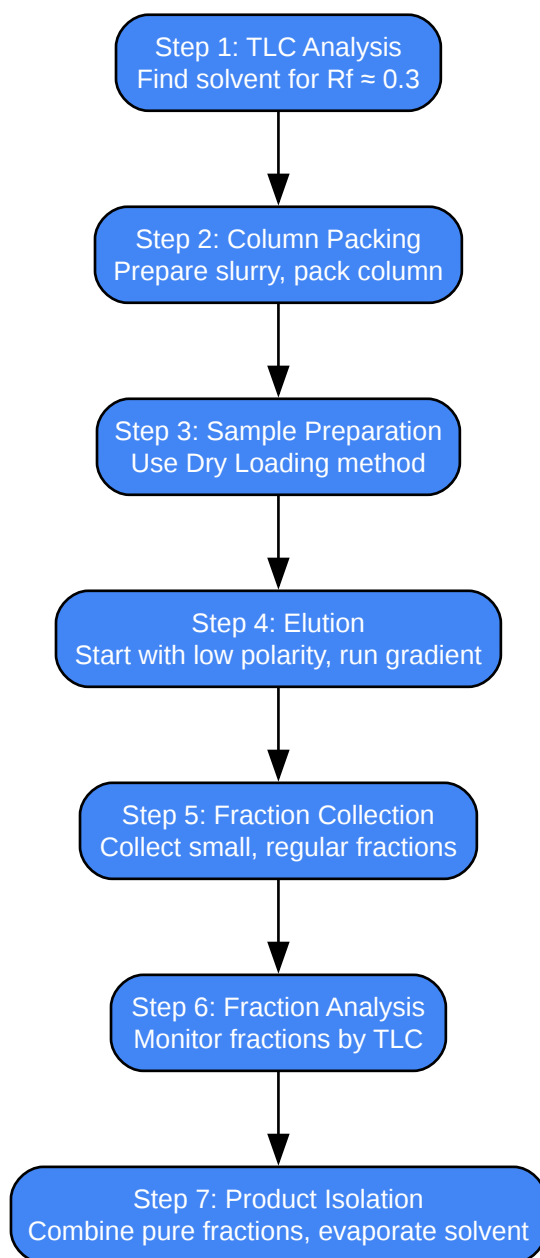 Step 1: TLC Analysis
Find solvent for Rf ≈ 0.3
Step 2: Column Packing
Prepare slurry, pack column
Step 3: Sample Preparation
Use Dry Loading method
Step 4: Elution
Start with low polarity, run gradient
Step 5: Fraction Collection
Collect small, regular fractions
Step 6: Fraction Analysis
Monitor fractions by TLC
Step 7: Product Isolation
Combine pure fractions, evaporate solvent